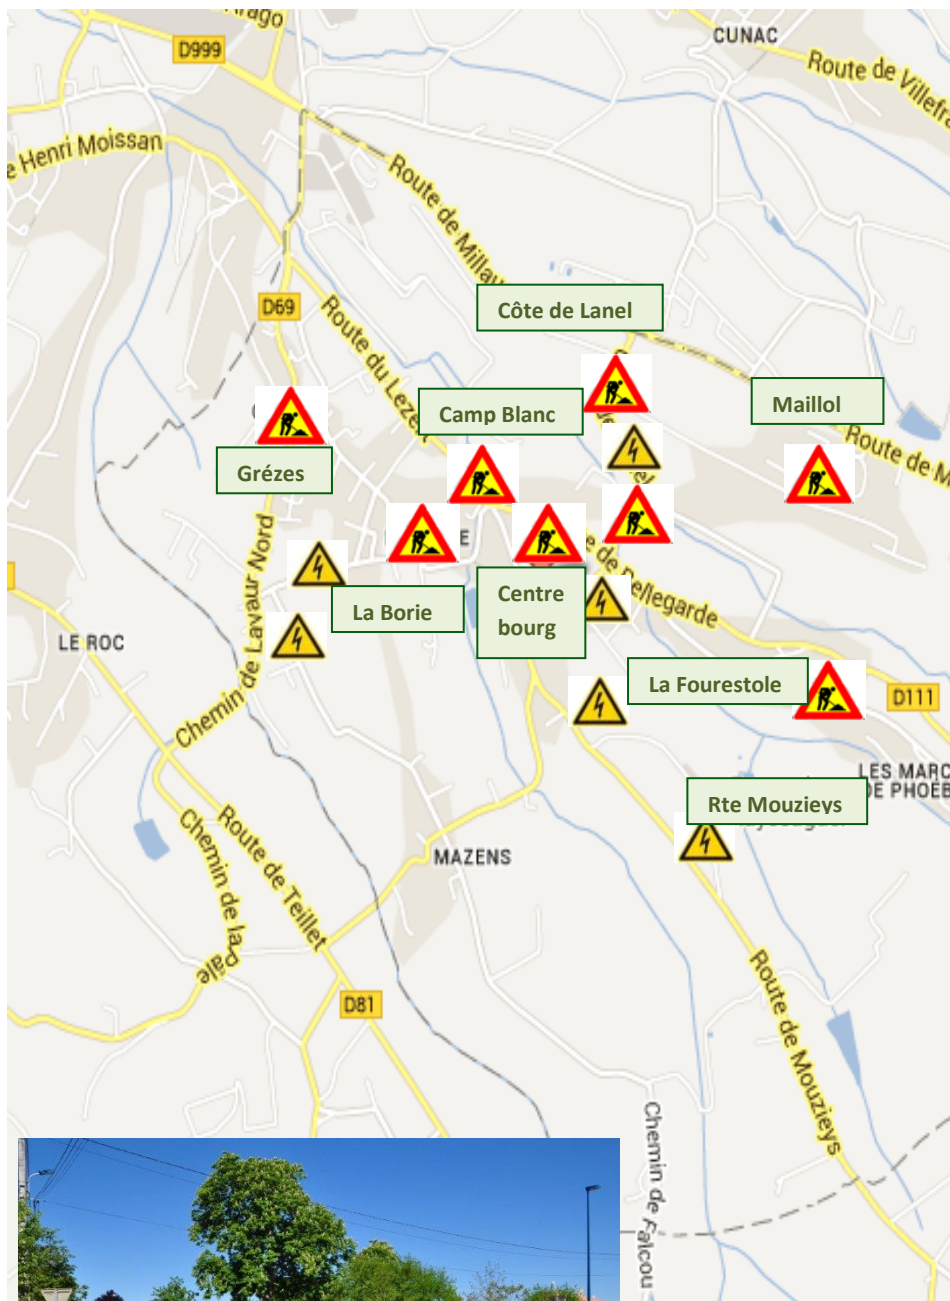 Arago
CUNAC
D999
Route de Villefra
e Henri Moissan
Route de Millau
D69
Côte de Lanel
Route du Lezert
Camp Blanc
Maillol
Route de M
Grézes
E
e de Bellegarde
Centre
bourg
La Borie
Chemin de Lavaur Nord
LE ROC
La Fourestole
D111
LES MARC
DE PHOEB
Rte Mouzieys
MAZENS
Route de Teillet
Chemin de la Bâle
D81
Route de Mouzieys
Chemin de Falcou